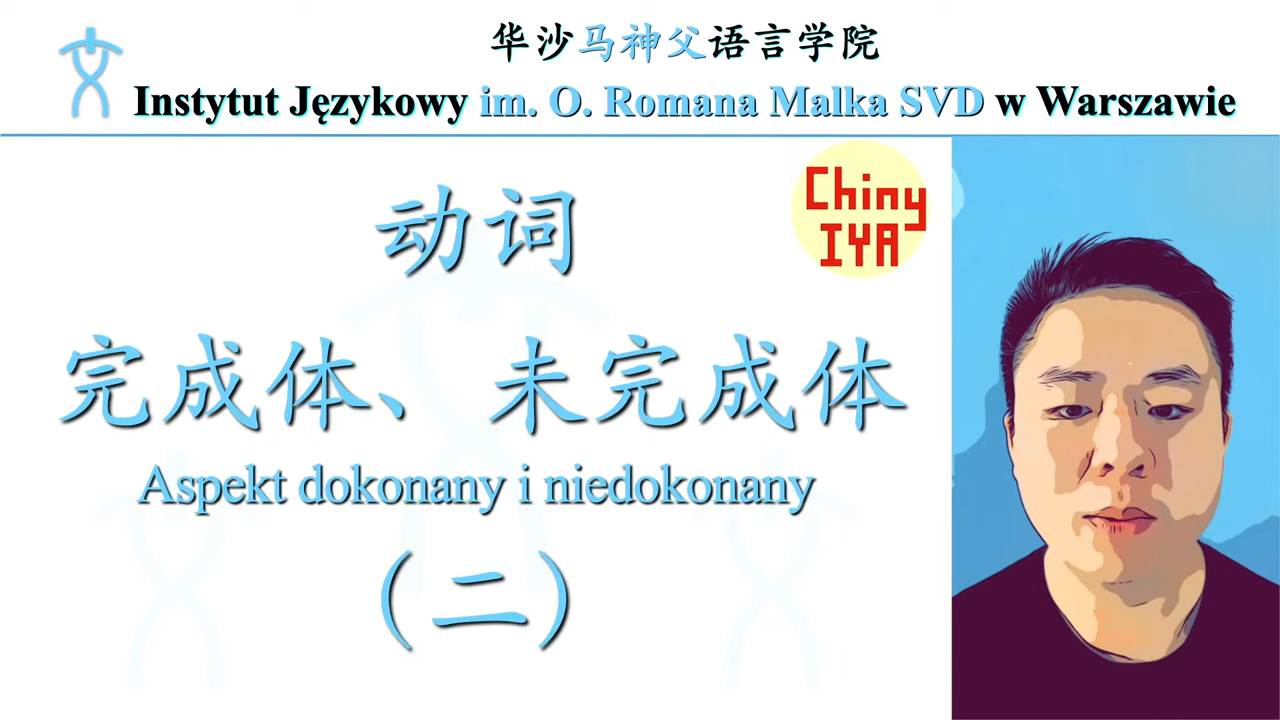 华沙马神父语言学院
Instytut Językowy im. O. Romana Malka SVD w Warszawie
Chiny
IYA
动词
完成体、未完成体
Aspekt dokonany i niedokonany
（二）